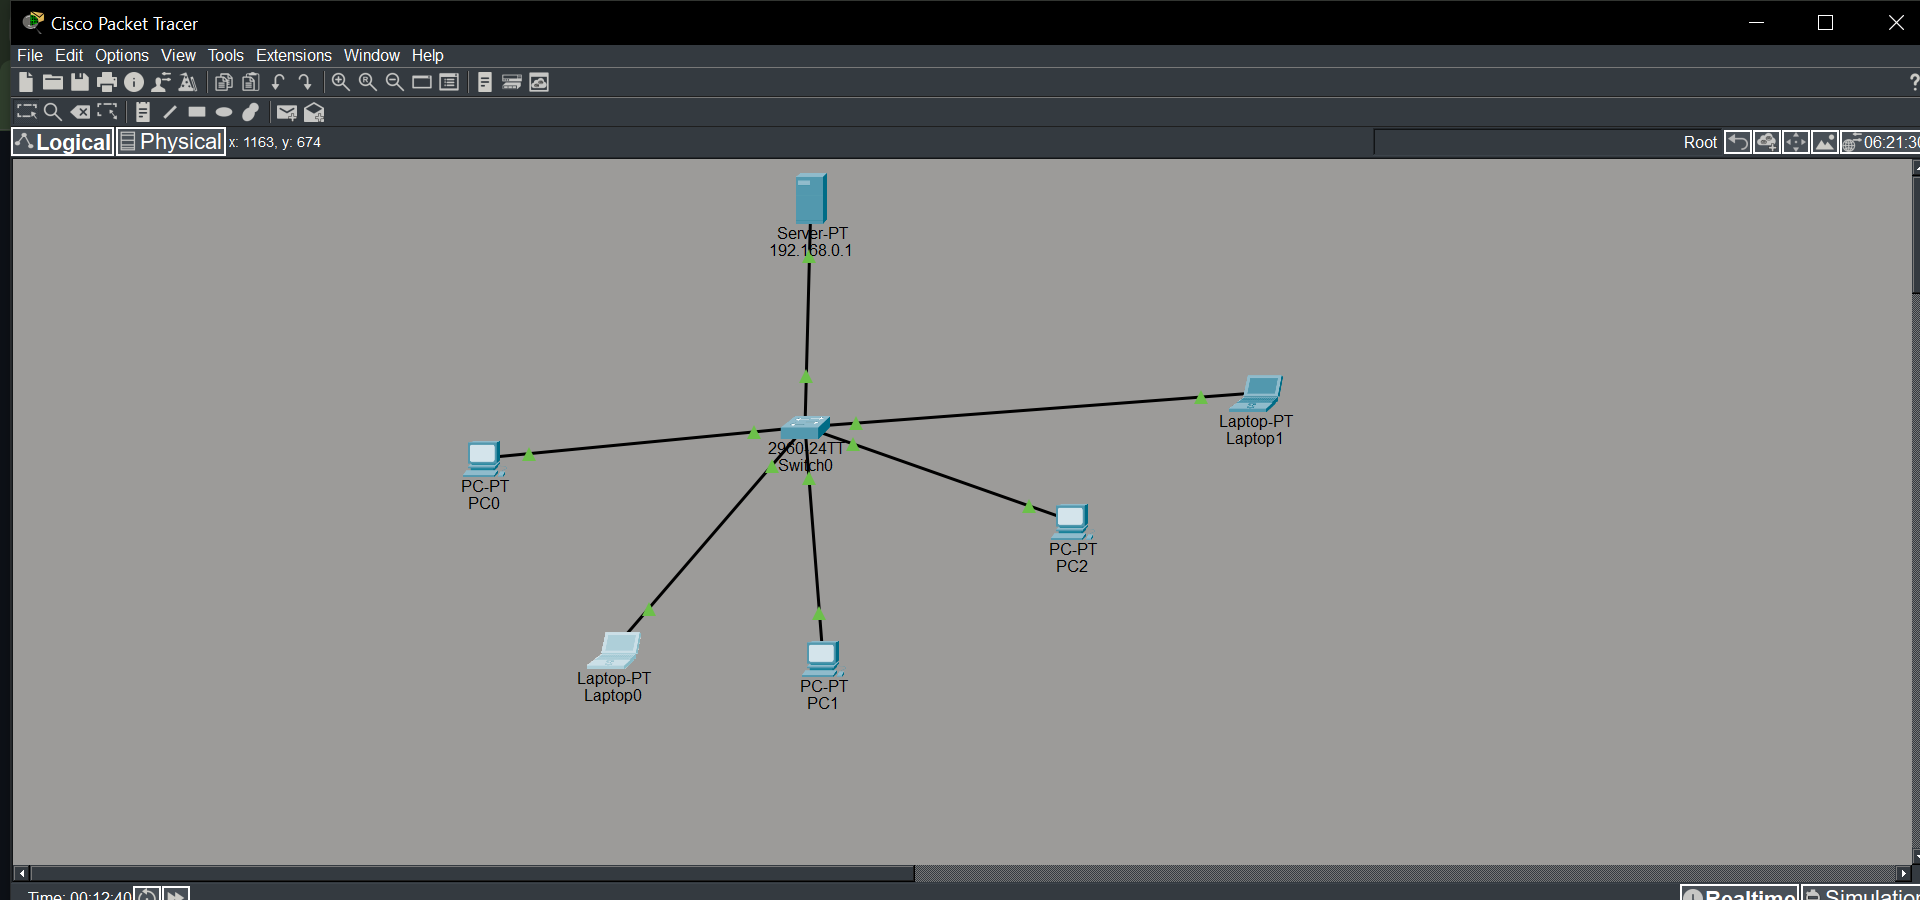 Cisco Packet Tracer
File Edit Options View Tools Extensions Window Help
Logical Physical x: 1163, y: 674
Root 06:21:30
Server-PT
192.168.0.1
Laptop-PT
Laptop1
2960-24TT
Switch0
PC-PT
PC0
PC-PT
PC2
Laptop-PT
Laptop0
PC-PT
PC1
Time: 00:12:40
Realtime Simulation